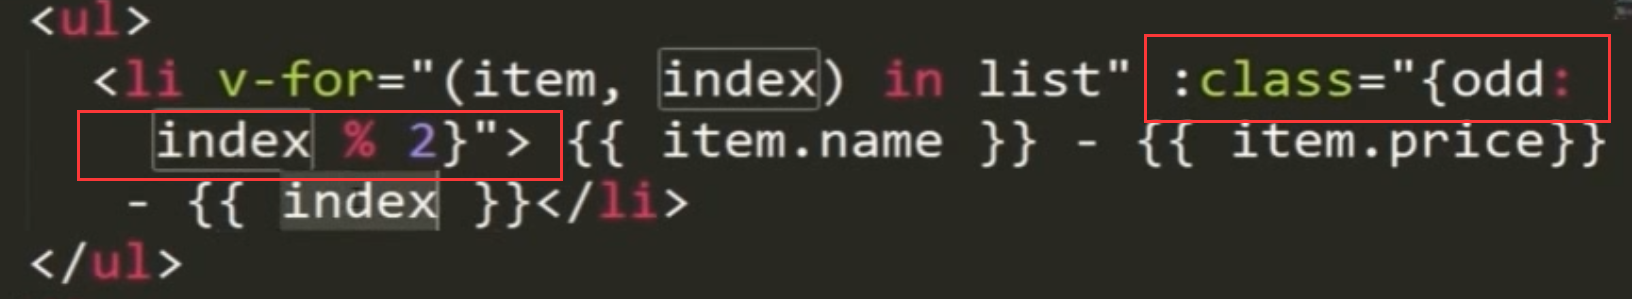 <ul>
<li v-for="(item, index) in list" :class="{odd:
index % 2}"> {{ item.name }} - {{ item.price}}
- {{ index }}</li>
</ul>